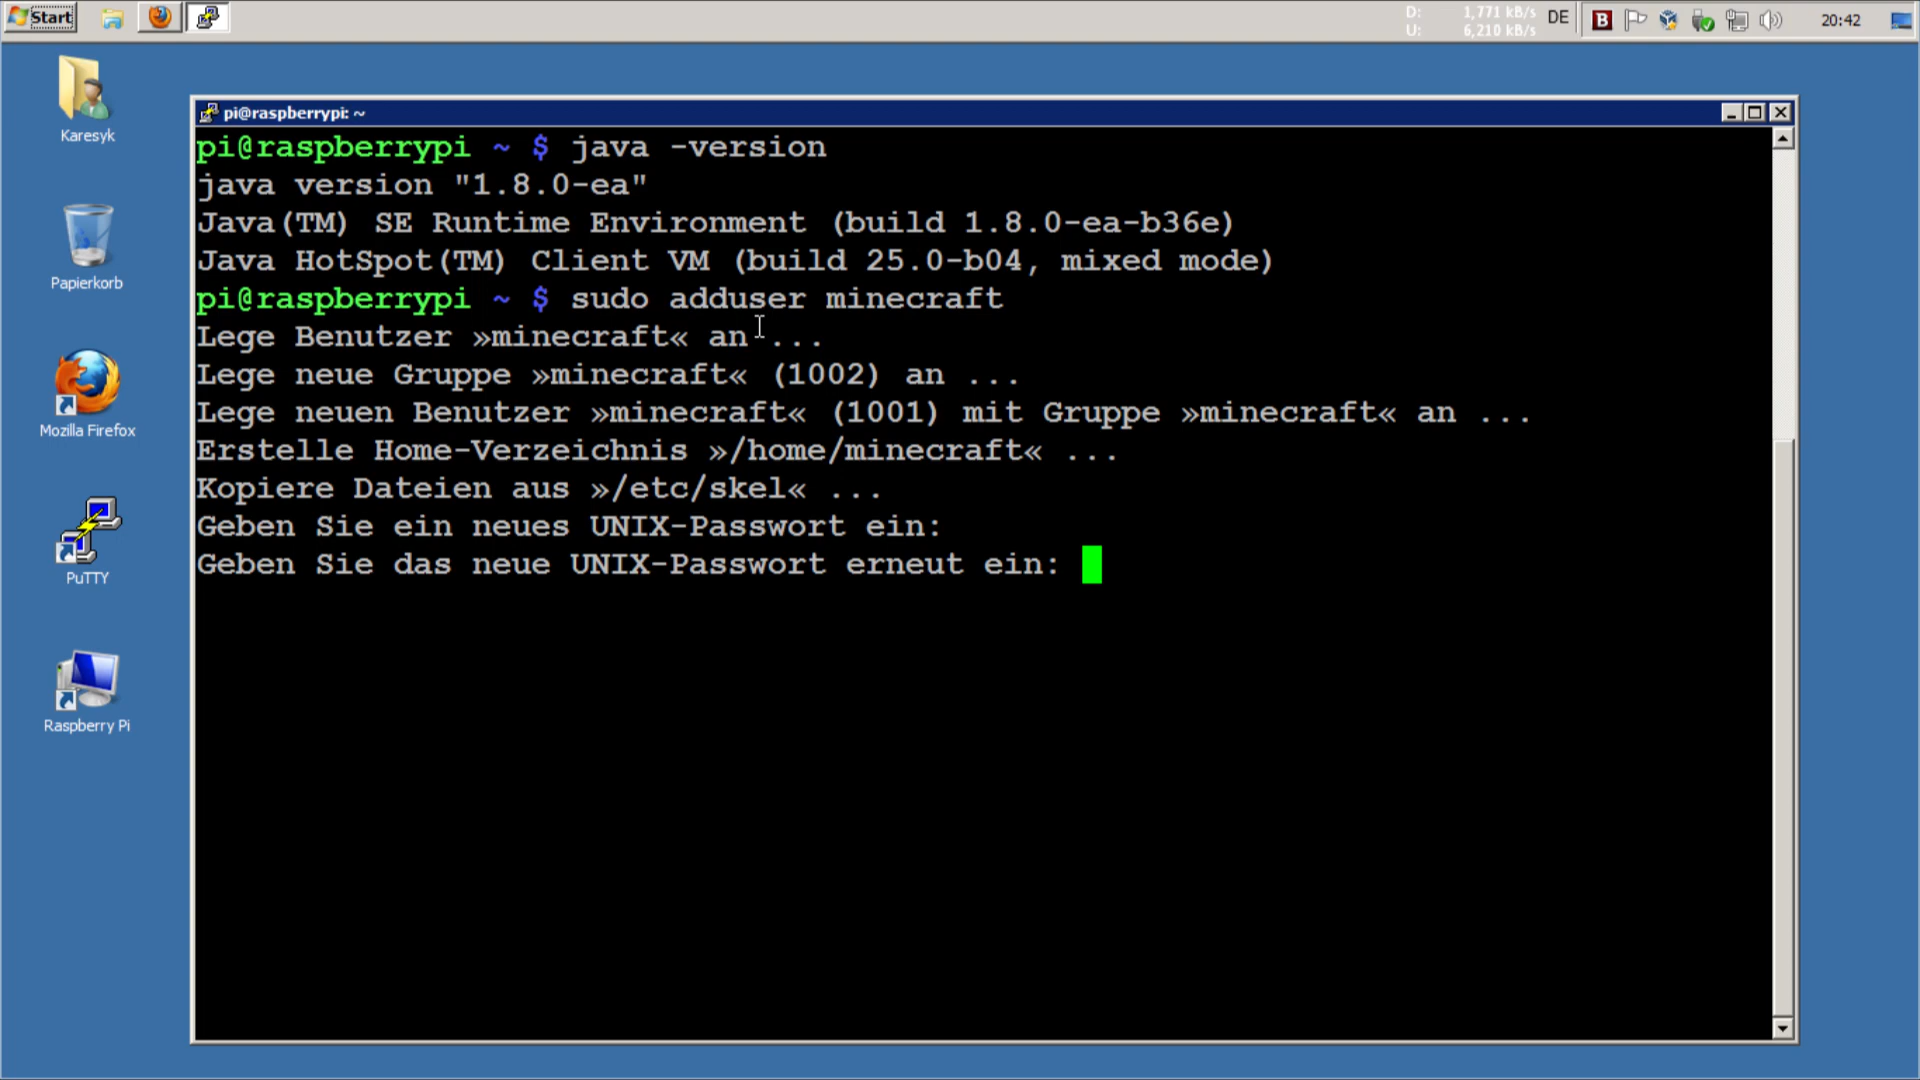 Start
D: 1,771 kB/s
U: 6,210 kB/s
DE
B
20:42
Karesyk
Papierkorb
Mozilla Firefox
PuTTY
Raspberry Pi
pi@raspberrypi: ~
pi@raspberrypi ~ $ java -version
java version "1.8.0-ea"
Java(TM) SE Runtime Environment (build 1.8.0-ea-b36e)
Java HotSpot(TM) Client VM (build 25.0-b04, mixed mode)
pi@raspberrypi ~ $ sudo adduser minecraft
Lege Benutzer »minecraft« an ...
Lege neue Gruppe »minecraft« (1002) an ...
Lege neuen Benutzer »minecraft« (1001) mit Gruppe »minecraft« an ...
Erstelle Home-Verzeichnis »/home/minecraft« ...
Kopiere Dateien aus »/etc/skel« ...
Geben Sie ein neues UNIX-Passwort ein:
Geben Sie das neue UNIX-Passwort erneut ein: